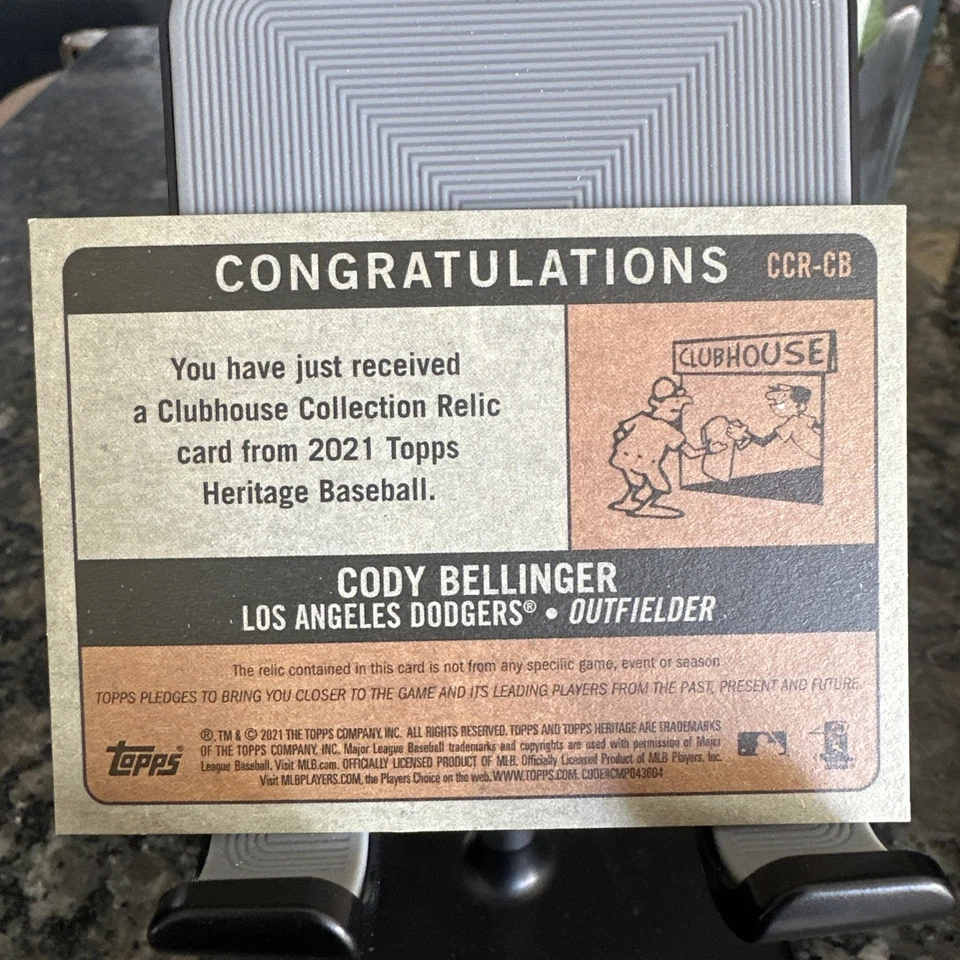 CONGRATULATIONS CCR-CB
You have just received
a Clubhouse Collection Relic
card from 2021 Topps
Heritage Baseball.
CLUBHOUSE
CODY BELLINGER
LOS ANGELES DODGERS® • OUTFIELDER
The relic contained in this card is not from any specific game, event or season
TOPPS PLEDGES TO BRING YOU CLOSER TO THE GAME AND ITS LEADING PLAYERS FROM THE PAST, PRESENT AND FUTURE.
®, TM & © 2021 THE TOPPS COMPANY, INC. ALL RIGHTS RESERVED. TOPPS AND TOPPS HERITAGE ARE TRADEMARKS
OF THE TOPPS COMPANY, INC. Major League Baseball trademarks and copyrights are used with permission of Major
League Baseball. Visit MLB.com. OFFICIALLY LICENSED PRODUCT OF MLB. Officially Licensed Product of MLB Players, Inc.
Visit MLBPLAYERS.COM, the Players Choice on the web. WWW.TOPPS.COM. CODE#CMP043604
Topps®